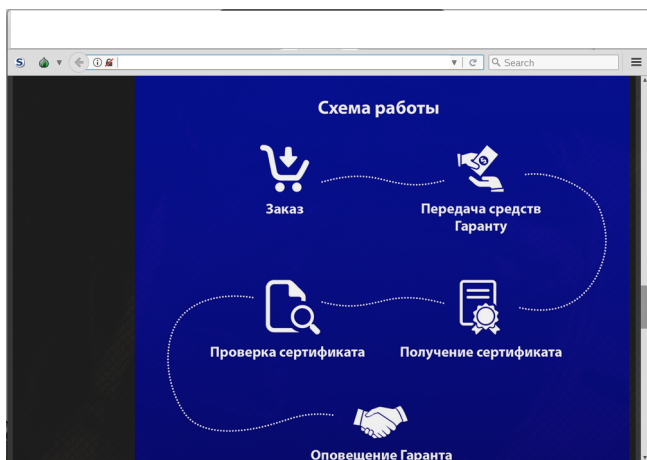 Search
Схема работы
Заказ
Передача средств
Гаранту
Проверка сертификата
Получение сертификата
Оповещение Гаранта